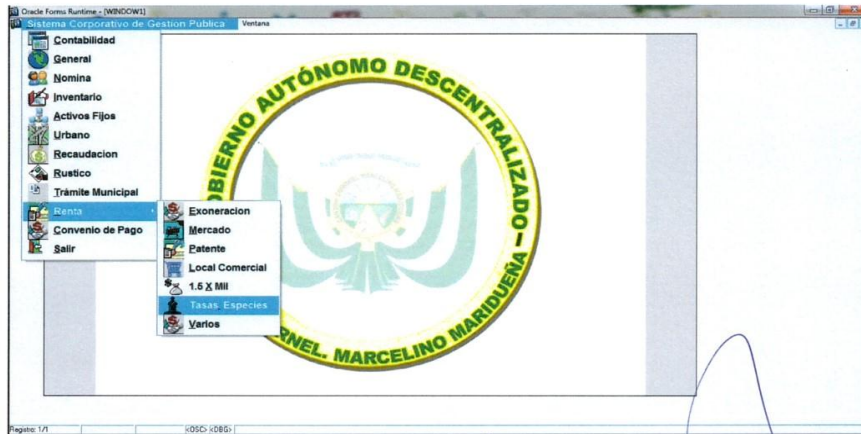 Oracle Forms Runtime - [WINDOW1]
Sistema Corporativo de Gestion Publica Ventana
Contabilidad
General
Nomina
Inventario
Activos Fijos
Urbano
Recaudacion
Rustico
Trámite Municipal
Renta
Convenio de Pago
Salir
Exoneracion
Mercado
Patente
Local Comercial
1.5 X Mil
Tasas Especies
Varios
OBIERNO AUTÓNOMO DESCENTRALIZADO -
RNEL. MARCELINO MARIDUEÑA
Registro: 1/1 <OSC> <DBG>